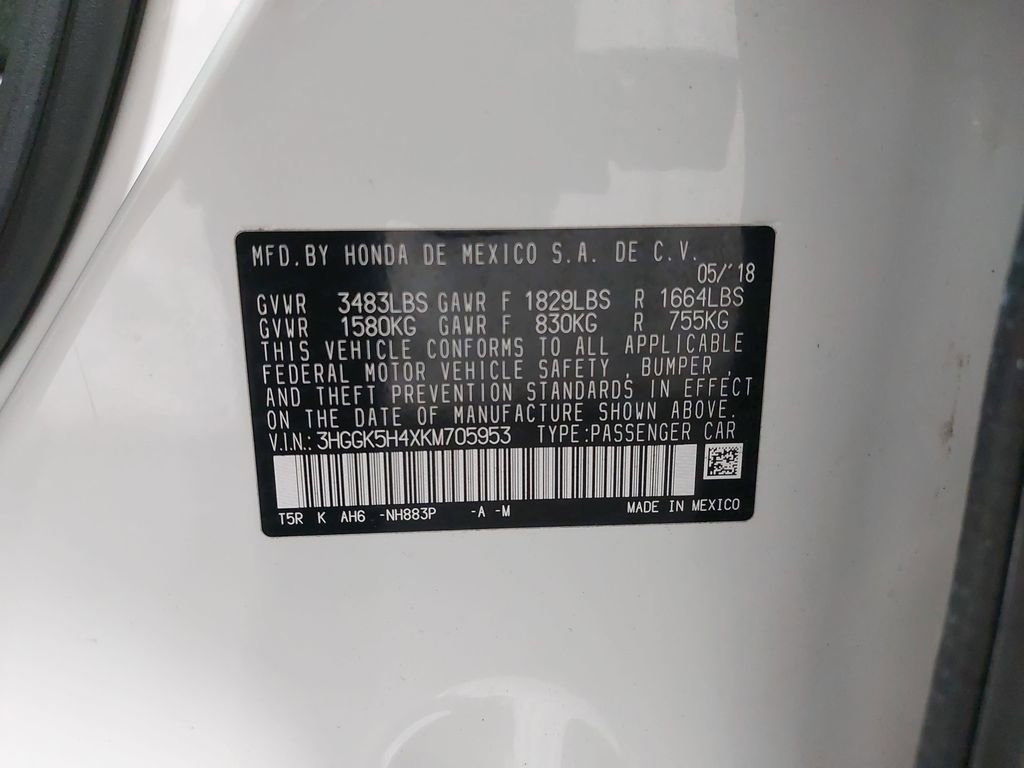 MFD. BY HONDA DE MEXICO S.A. DE C.V.
05/'18
GVWR 3483LBS GAWR F 1829LBS R 1664LBS
GVWR 1580KG GAWR F 830KG R 755KG
THIS VEHICLE CONFORMS TO ALL APPLICABLE
FEDERAL MOTOR VEHICLE SAFETY , BUMPER ,
AND THEFT PREVENTION STANDARDS IN EFFECT
ON THE DATE OF MANUFACTURE SHOWN ABOVE.
V.I.N.: 3HGGK5H4XKM705953 TYPE:PASSENGER CAR
T5R K AH6 -NH883P -A -M MADE IN MEXICO